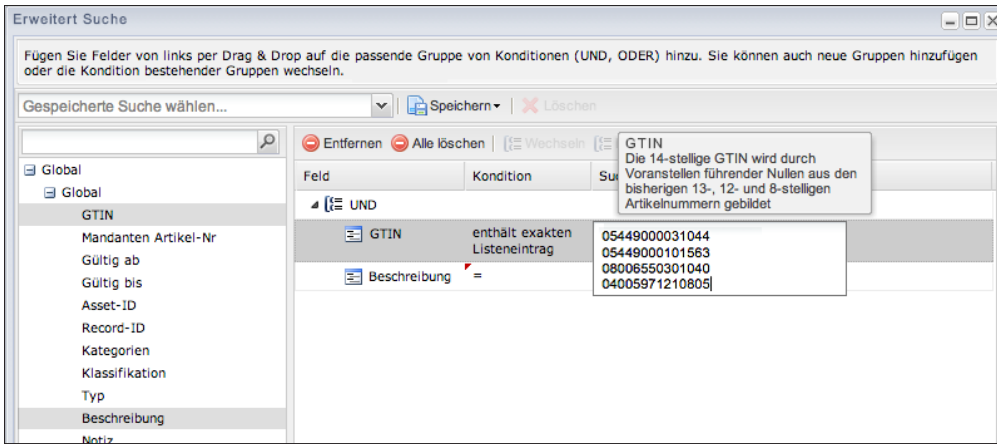 Erweitert Suche
Fügen Sie Felder von links per Drag & Drop auf die passende Gruppe von Konditionen (UND, ODER) hinzu. Sie können auch neue Gruppen hinzufügen
oder die Kondition bestehender Gruppen wechseln.
Gespeicherte Suche wählen...
Speichern
Löschen
Entfernen
Alle löschen
Wechseln
GTIN
Die 14-stellige GTIN wird durch
Voranstellen führender Nullen aus den
bisherigen 13-, 12- und 8-stelligen
Artikelnummern gebildet
Global
Global
GTIN
Mandanten Artikel-Nr
Gültig ab
Gültig bis
Asset-ID
Record-ID
Kategorien
Klassifikation
Typ
Beschreibung
Notiz
Feld
Kondition
UND
GTIN
enthält exakten
Listeneintrag
05449000031044
05449000101563
08006550301040
04005971210805
Beschreibung
=